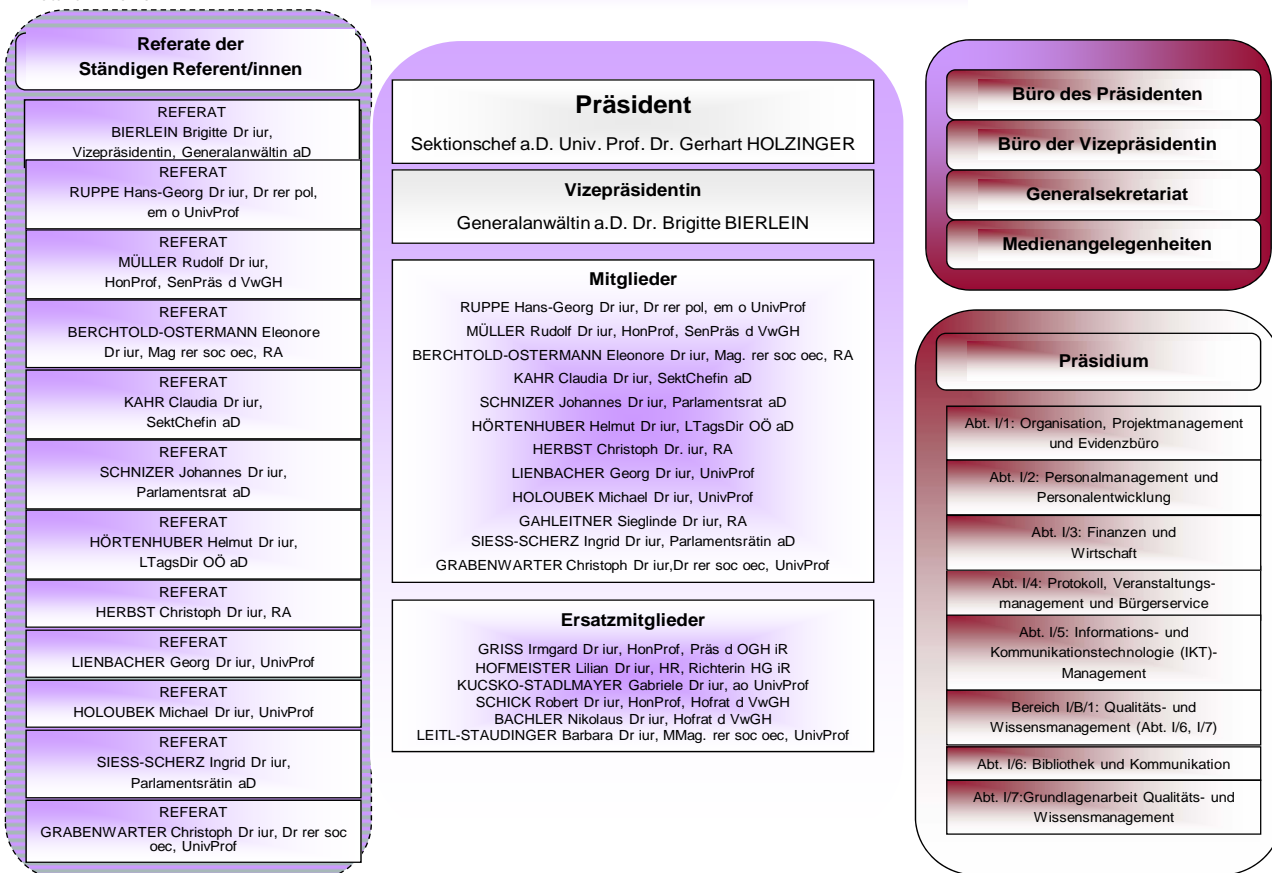 Referate der
Ständigen Referent/innen
REFERAT
BIERLEIN Brigitte Dr iur,
Vizepräsidentin, Generalanwältin aD
REFERAT
RUPPE Hans-Georg Dr iur, Dr rer pol,
em o UnivProf
REFERAT
MÜLLER Rudolf Dr iur,
HonProf, SenPräs d VwGH
REFERAT
BERCHTOLD-OSTERMANN Eleonore
Dr iur, Mag rer soc oec, RA
REFERAT
KAHR Claudia Dr iur,
SektChefin aD
REFERAT
SCHNIZER Johannes Dr iur,
Parlamentsrat aD
REFERAT
HÖRTENHUBER Helmut Dr iur,
LTagsDir OÖ aD
REFERAT
HERBST Christoph Dr iur, RA
REFERAT
LIENBACHER Georg Dr iur, UnivProf
REFERAT
HOLOUBEK Michael Dr iur, UnivProf
REFERAT
SIESS-SCHERZ Ingrid Dr iur,
Parlamentsrätin aD
REFERAT
GRABENWARTER Christoph Dr iur, Dr rer soc
oec, UnivProf
Präsident
Sektionschef a.D. Univ. Prof. Dr. Gerhart HOLZINGER
Vizepräsidentin
Generalanwältin a.D. Dr. Brigitte BIERLEIN
Mitglieder
RUPPE Hans-Georg Dr iur, Dr rer pol, em o UnivProf
MÜLLER Rudolf Dr iur, HonProf, SenPräs d VwGH
BERCHTOLD-OSTERMANN Eleonore Dr iur, Mag. rer soc oec, RA
KAHR Claudia Dr iur, SektChefin aD
SCHNIZER Johannes Dr iur, Parlamentsrat aD
HÖRTENHUBER Helmut Dr iur, LTagsDir OÖ aD
HERBST Christoph Dr. iur, RA
LIENBACHER Georg Dr iur, UnivProf
HOLOUBEK Michael Dr iur, UnivProf
GAHLEITNER Sieglinde Dr iur, RA
SIESS-SCHERZ Ingrid Dr iur, Parlamentsrätin aD
GRABENWARTER Christoph Dr iur,Dr rer soc oec, UnivProf
Ersatzmitglieder
GRISS Irmgard Dr iur, HonProf, Präs d OGH iR
HOFMEISTER Lilian Dr iur, HR, Richterin HG iR
KUCSKO-STADLMAYER Gabriele Dr iur, ao UnivProf
SCHICK Robert Dr iur, HonProf, Hofrat d VwGH
BACHLER Nikolaus Dr iur, Hofrat d VwGH
LEITL-STAUDINGER Barbara Dr iur, MMag. rer soc oec, UnivProf
Büro des Präsidenten
Büro der Vizepräsidentin
Generalsekretariat
Medienangelegenheiten
Präsidium
Abt. I/1: Organisation, Projektmanagement
und Evidenzbüro
Abt. I/2: Personalmanagement und
Personalentwicklung
Abt. I/3: Finanzen und
Wirtschaft
Abt. I/4: Protokoll, Veranstaltungs-
management und Bürgerservice
Abt. I/5: Informations- und
Kommunikationstechnologie (IKT)-
Management
Bereich I/B/1: Qualitäts- und
Wissensmanagement (Abt. I/6, I/7)
Abt. I/6: Bibliothek und Kommunikation
Abt. I/7:Grundlagenarbeit Qualitäts- und
Wissensmanagement